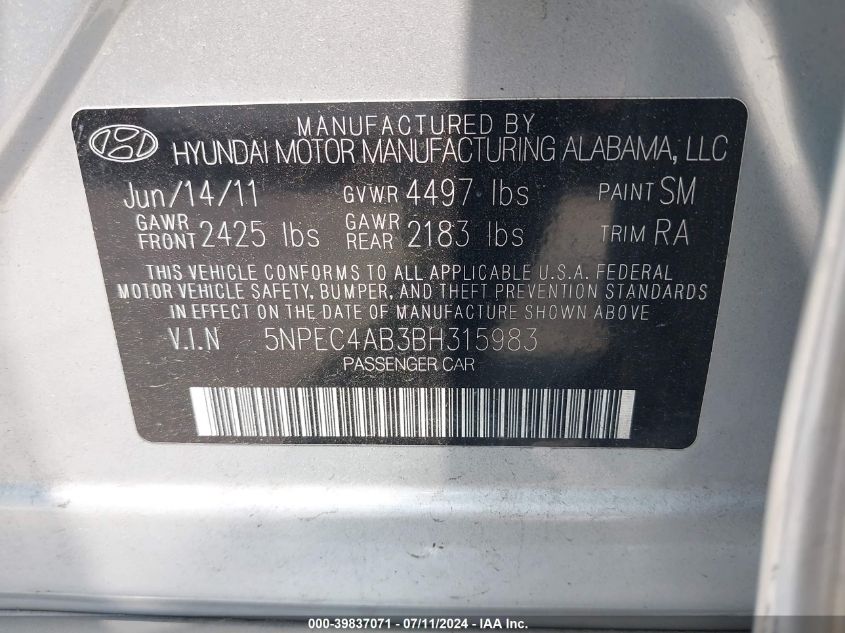 MANUFACTURED BY
HYUNDAI MOTOR MANUFACTURING ALABAMA, LLC
Jun/14/11 GVWR 4497 lbs PAINT SM
GAWR FRONT 2425 lbs GAWR REAR 2183 lbs TRIM RA
THIS VEHICLE CONFORMS TO ALL APPLICABLE U.S.A. FEDERAL
MOTOR VEHICLE SAFETY, BUMPER, AND THEFT PREVENTION STANDARDS
IN EFFECT ON THE DATE OF MANUFACTURE SHOWN ABOVE
V.I.N 5NPEC4AB3BH315983
PASSENGER CAR
000-39837071 - 07/11/2024 - IAA Inc.